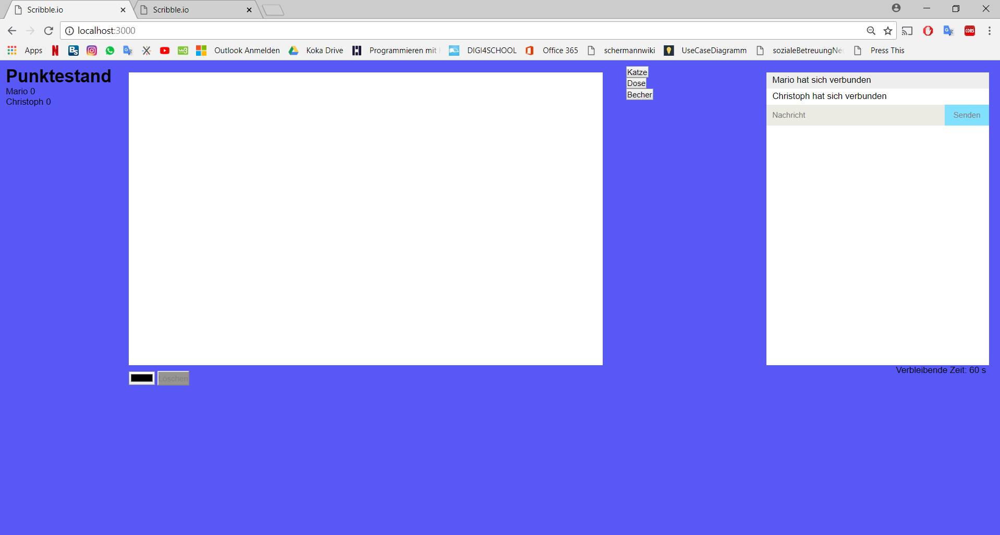 Scribble.io
Scribble.io
localhost:3000
CORS
Apps
Outlook Anmelden
Koka Drive
Programmieren mit
DIGI4SCHOOL
Office 365
schermannwiki
UseCaseDiagramm
sozialeBetreuungNe
Press This
Punktestand
Mario 0
Christoph 0
Katze
Dose
Becher
Mario hat sich verbunden
Christoph hat sich verbunden
Nachricht
Senden
Löschen
Verbleibende Zeit: 60 s